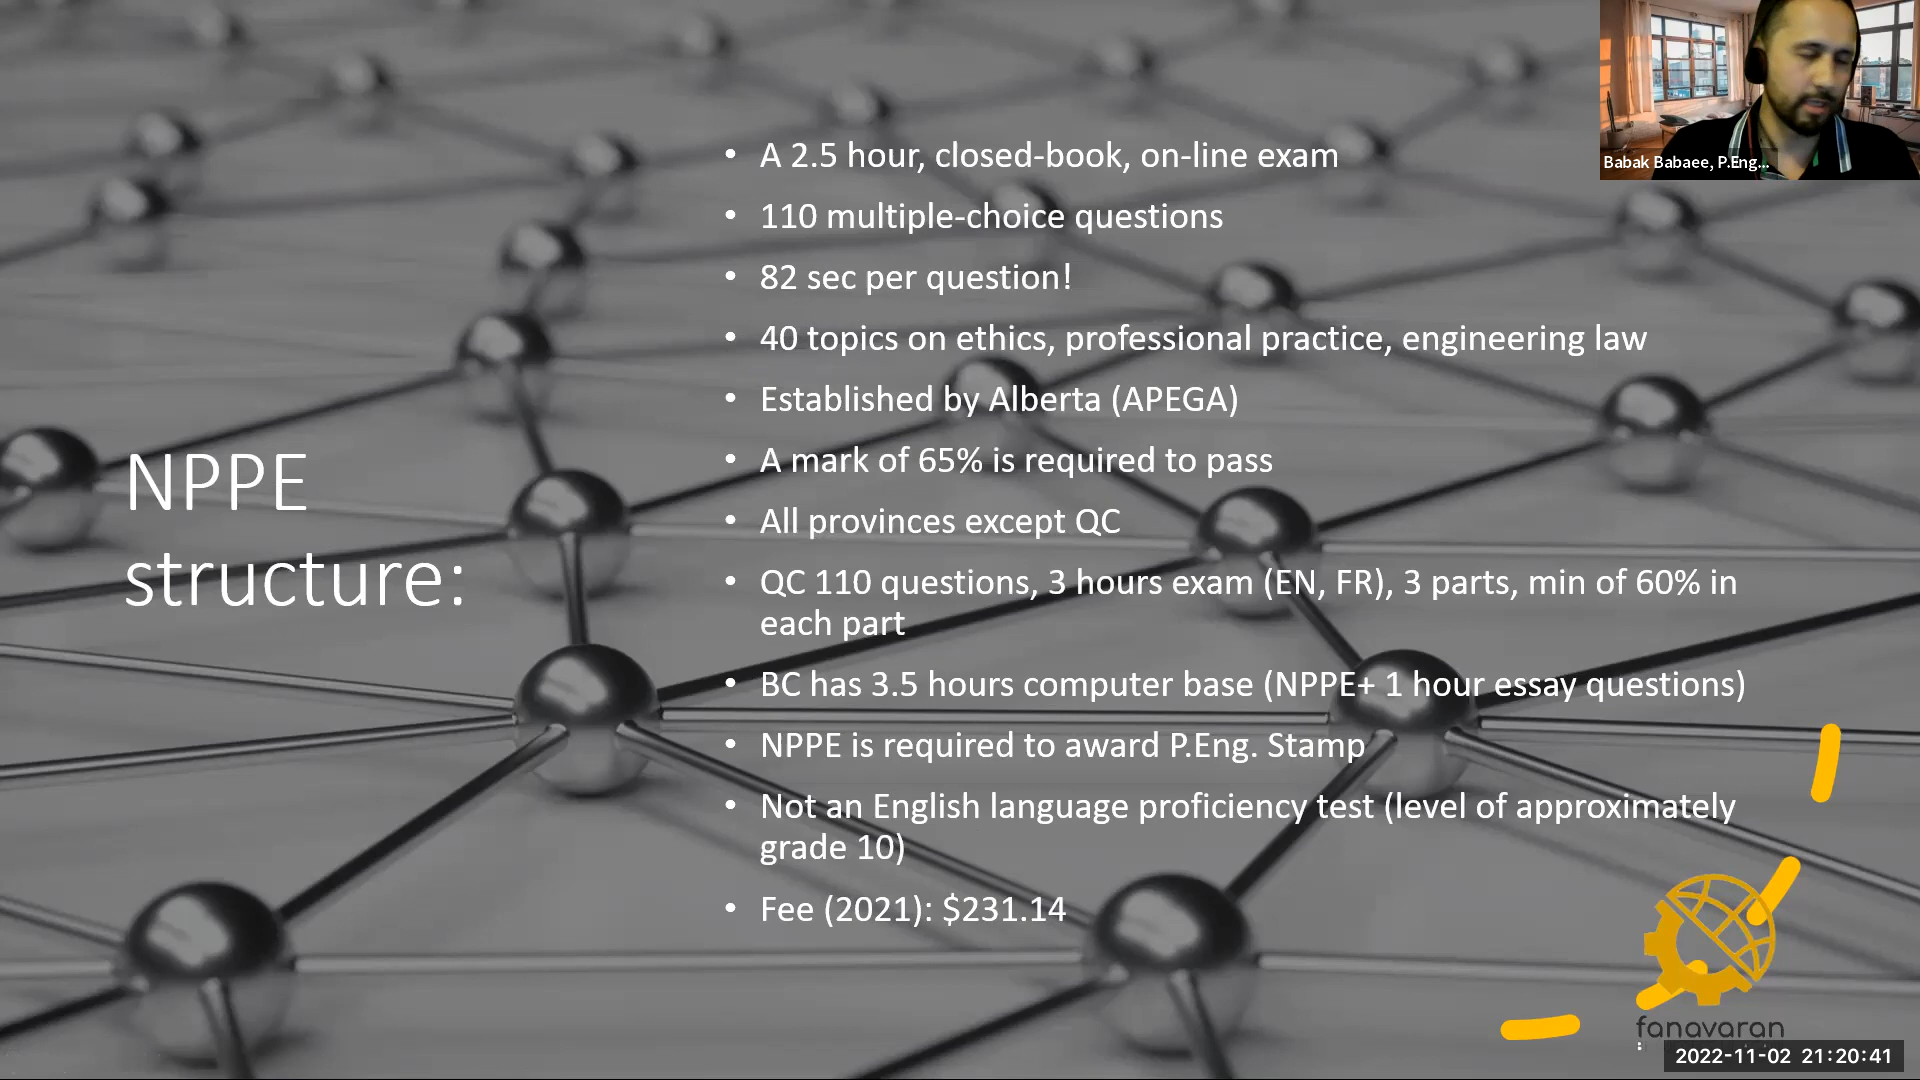 Babak Babaee, P.Eng...
NPPE
structure:
• A 2.5 hour, closed-book, on-line exam
• 110 multiple-choice questions
• 82 sec per question!
• 40 topics on ethics, professional practice, engineering law
• Established by Alberta (APEGA)
• A mark of 65% is required to pass
• All provinces except QC
• QC 110 questions, 3 hours exam (EN, FR), 3 parts, min of 60% in
each part
• BC has 3.5 hours computer base (NPPE+ 1 hour essay questions)
• NPPE is required to award P.Eng. Stamp
• Not an English language proficiency test (level of approximately
grade 10)
• Fee (2021): $231.14
fanavaran
2022-11-02 21:20:41